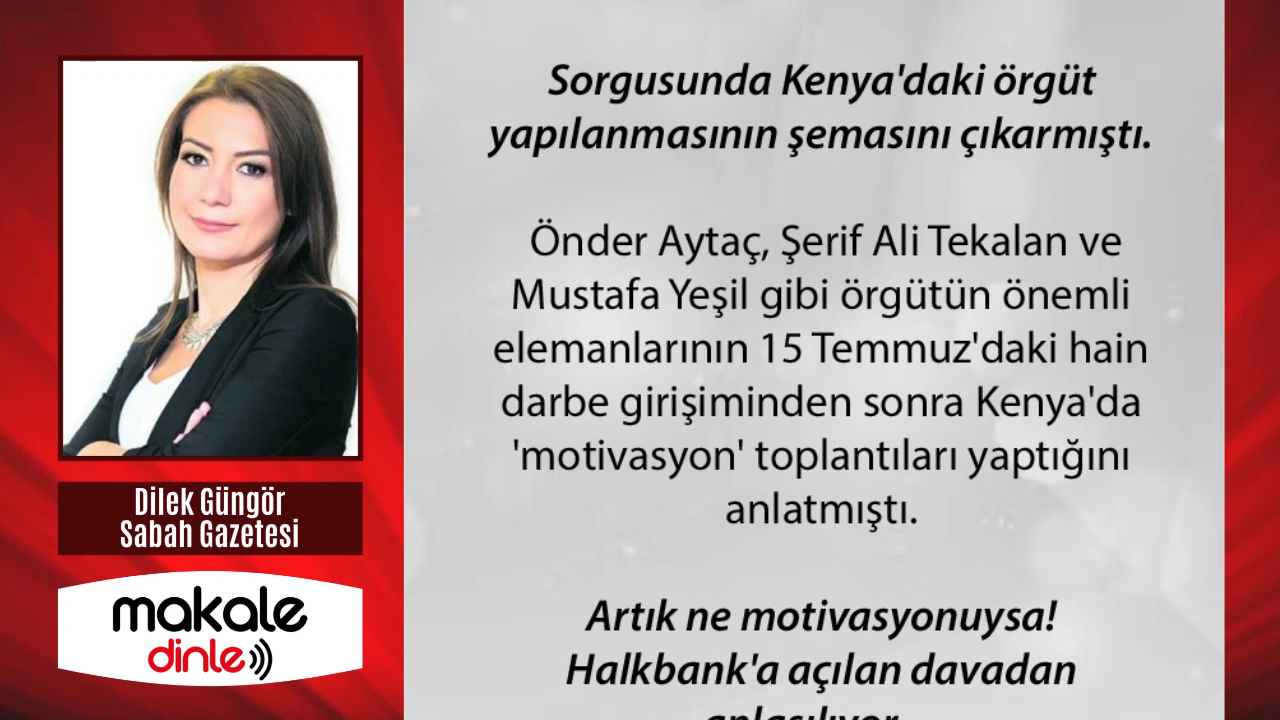 Dilek Güngör
Sabah Gazetesi
makale
dinle
Sorgusunda Kenya'daki örgüt
yapılanmasının şemasını çıkarmıştı.
Önder Aytaç, Şerif Ali Tekalan ve
Mustafa Yeşil gibi örgütün önemli
elemanlarının 15 Temmuz'daki hain
darbe girişiminden sonra Kenya'da
'motivasyon' toplantıları yaptığını
anlatmıştı.
Artık ne motivasyonuysa!
Halkbank'a açılan davadan